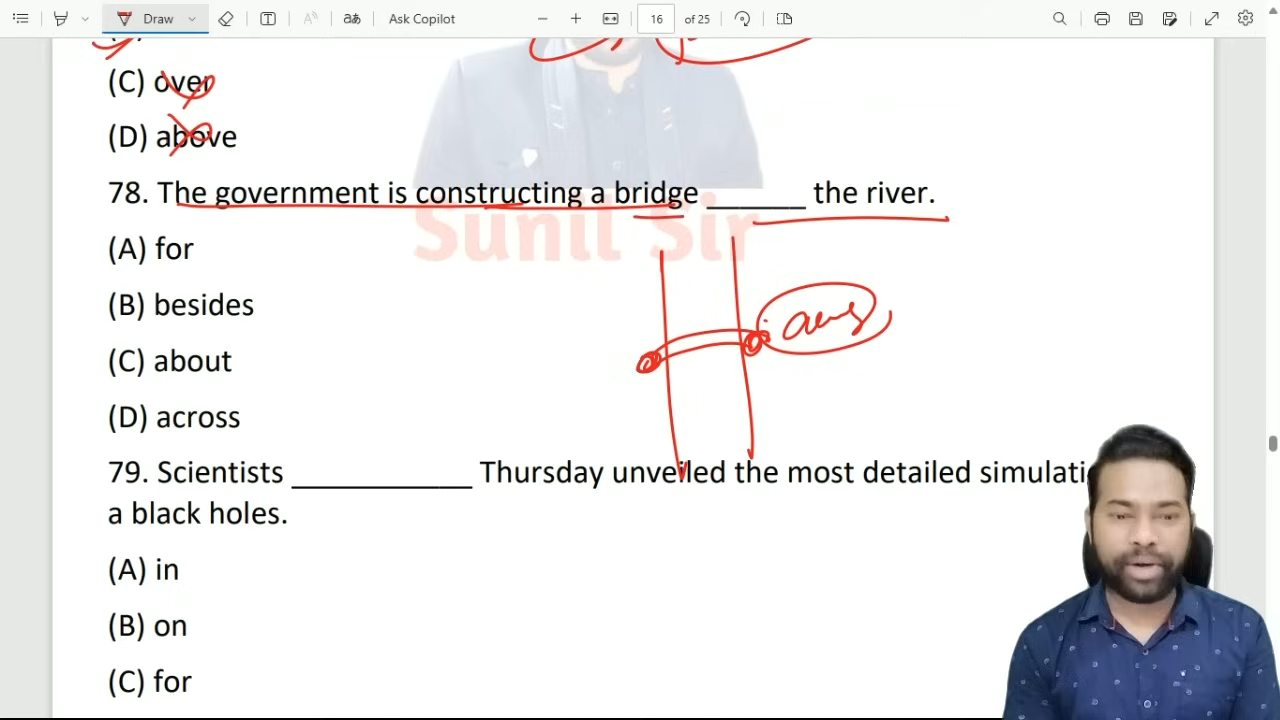 Draw
Ask Copilot
16 of 25
(C) over
(D) above
78. The government is constructing a bridge _______ the river.
Sunil Sir
(A) for
(B) besides
(C) about
(D) across
79. Scientists ____________ Thursday unveiled the most detailed
a black holes.
(A) in
(B) on
(C) for